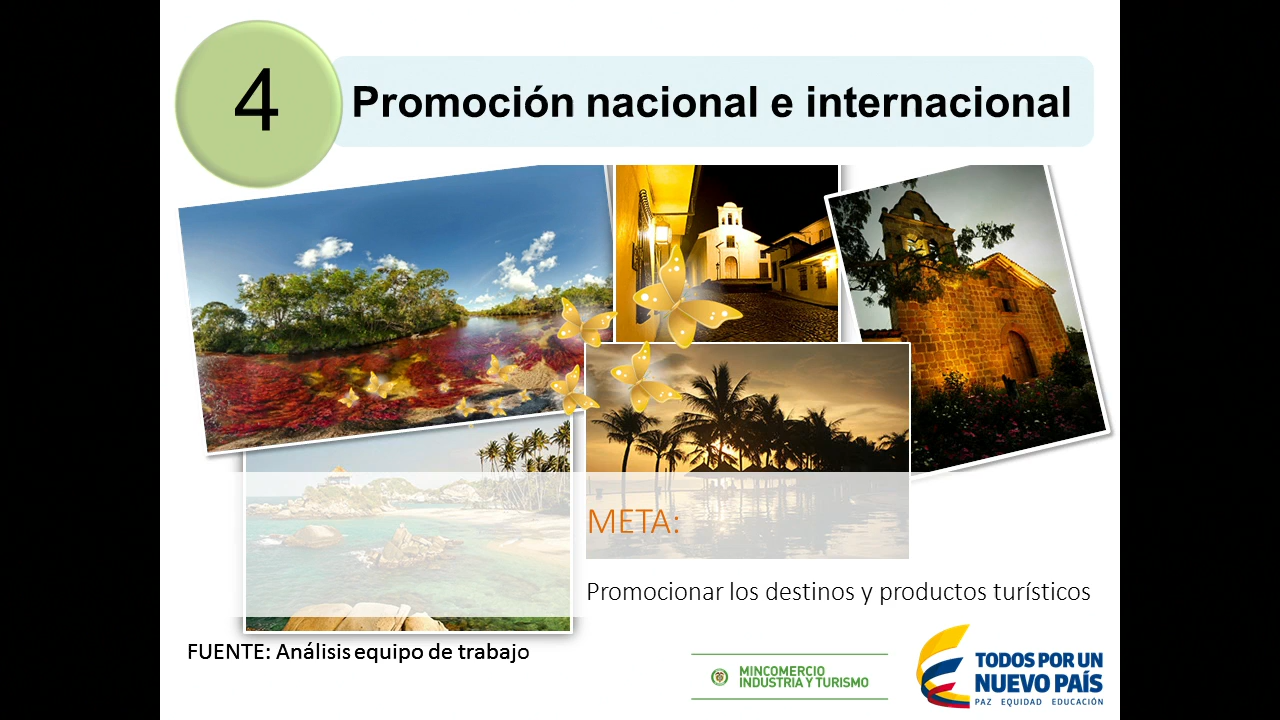 4
Promoción nacional e internacional
META:
Promocionar los destinos y productos turísticos
FUENTE: Análisis equipo de trabajo
MINCOMERCIO
INDUSTRIA Y TURISMO
TODOS POR UN
NUEVO PAÍS
PAZ EQUIDAD EDUCACIÓN